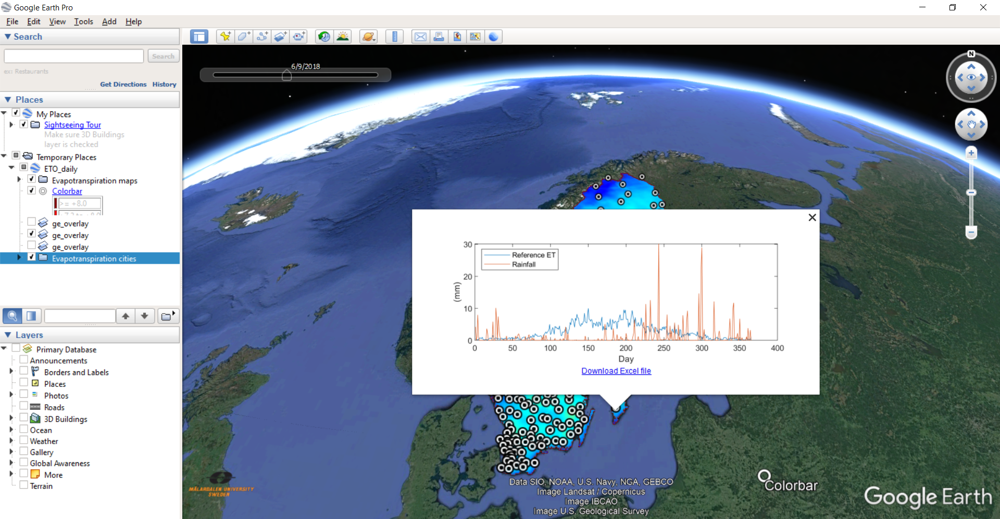 Google Earth Pro
File Edit View Tools Add Help
Search
Search
ex: Restaurants
Get Directions History
Places
My Places
Sightseeing Tour
Make sure 3D Buildings
layer is checked
Temporary Places
ETO_daily
Evapotranspiration maps
Colorbar
>= +8.0
ge_overlay
ge_overlay
ge_overlay
Evapotranspiration cities
Layers
Primary Database
Announcements
Borders and Labels
Places
Photos
Roads
3D Buildings
Ocean
Weather
Gallery
Global Awareness
More
Terrain
6/9/2018
N
30
20
10
0
(mm)
Reference ET
Rainfall
0 50 100 150 200 250 300 350 400
Day
Download Excel file
MÄLARDALEN UNIVERSITY
SWEDEN
Data SIO, NOAA, U.S. Navy, NGA, GEBCO
Image Landsat / Copernicus
Image IBCAO
Image U.S. Geological Survey
Colorbar
Google Earth